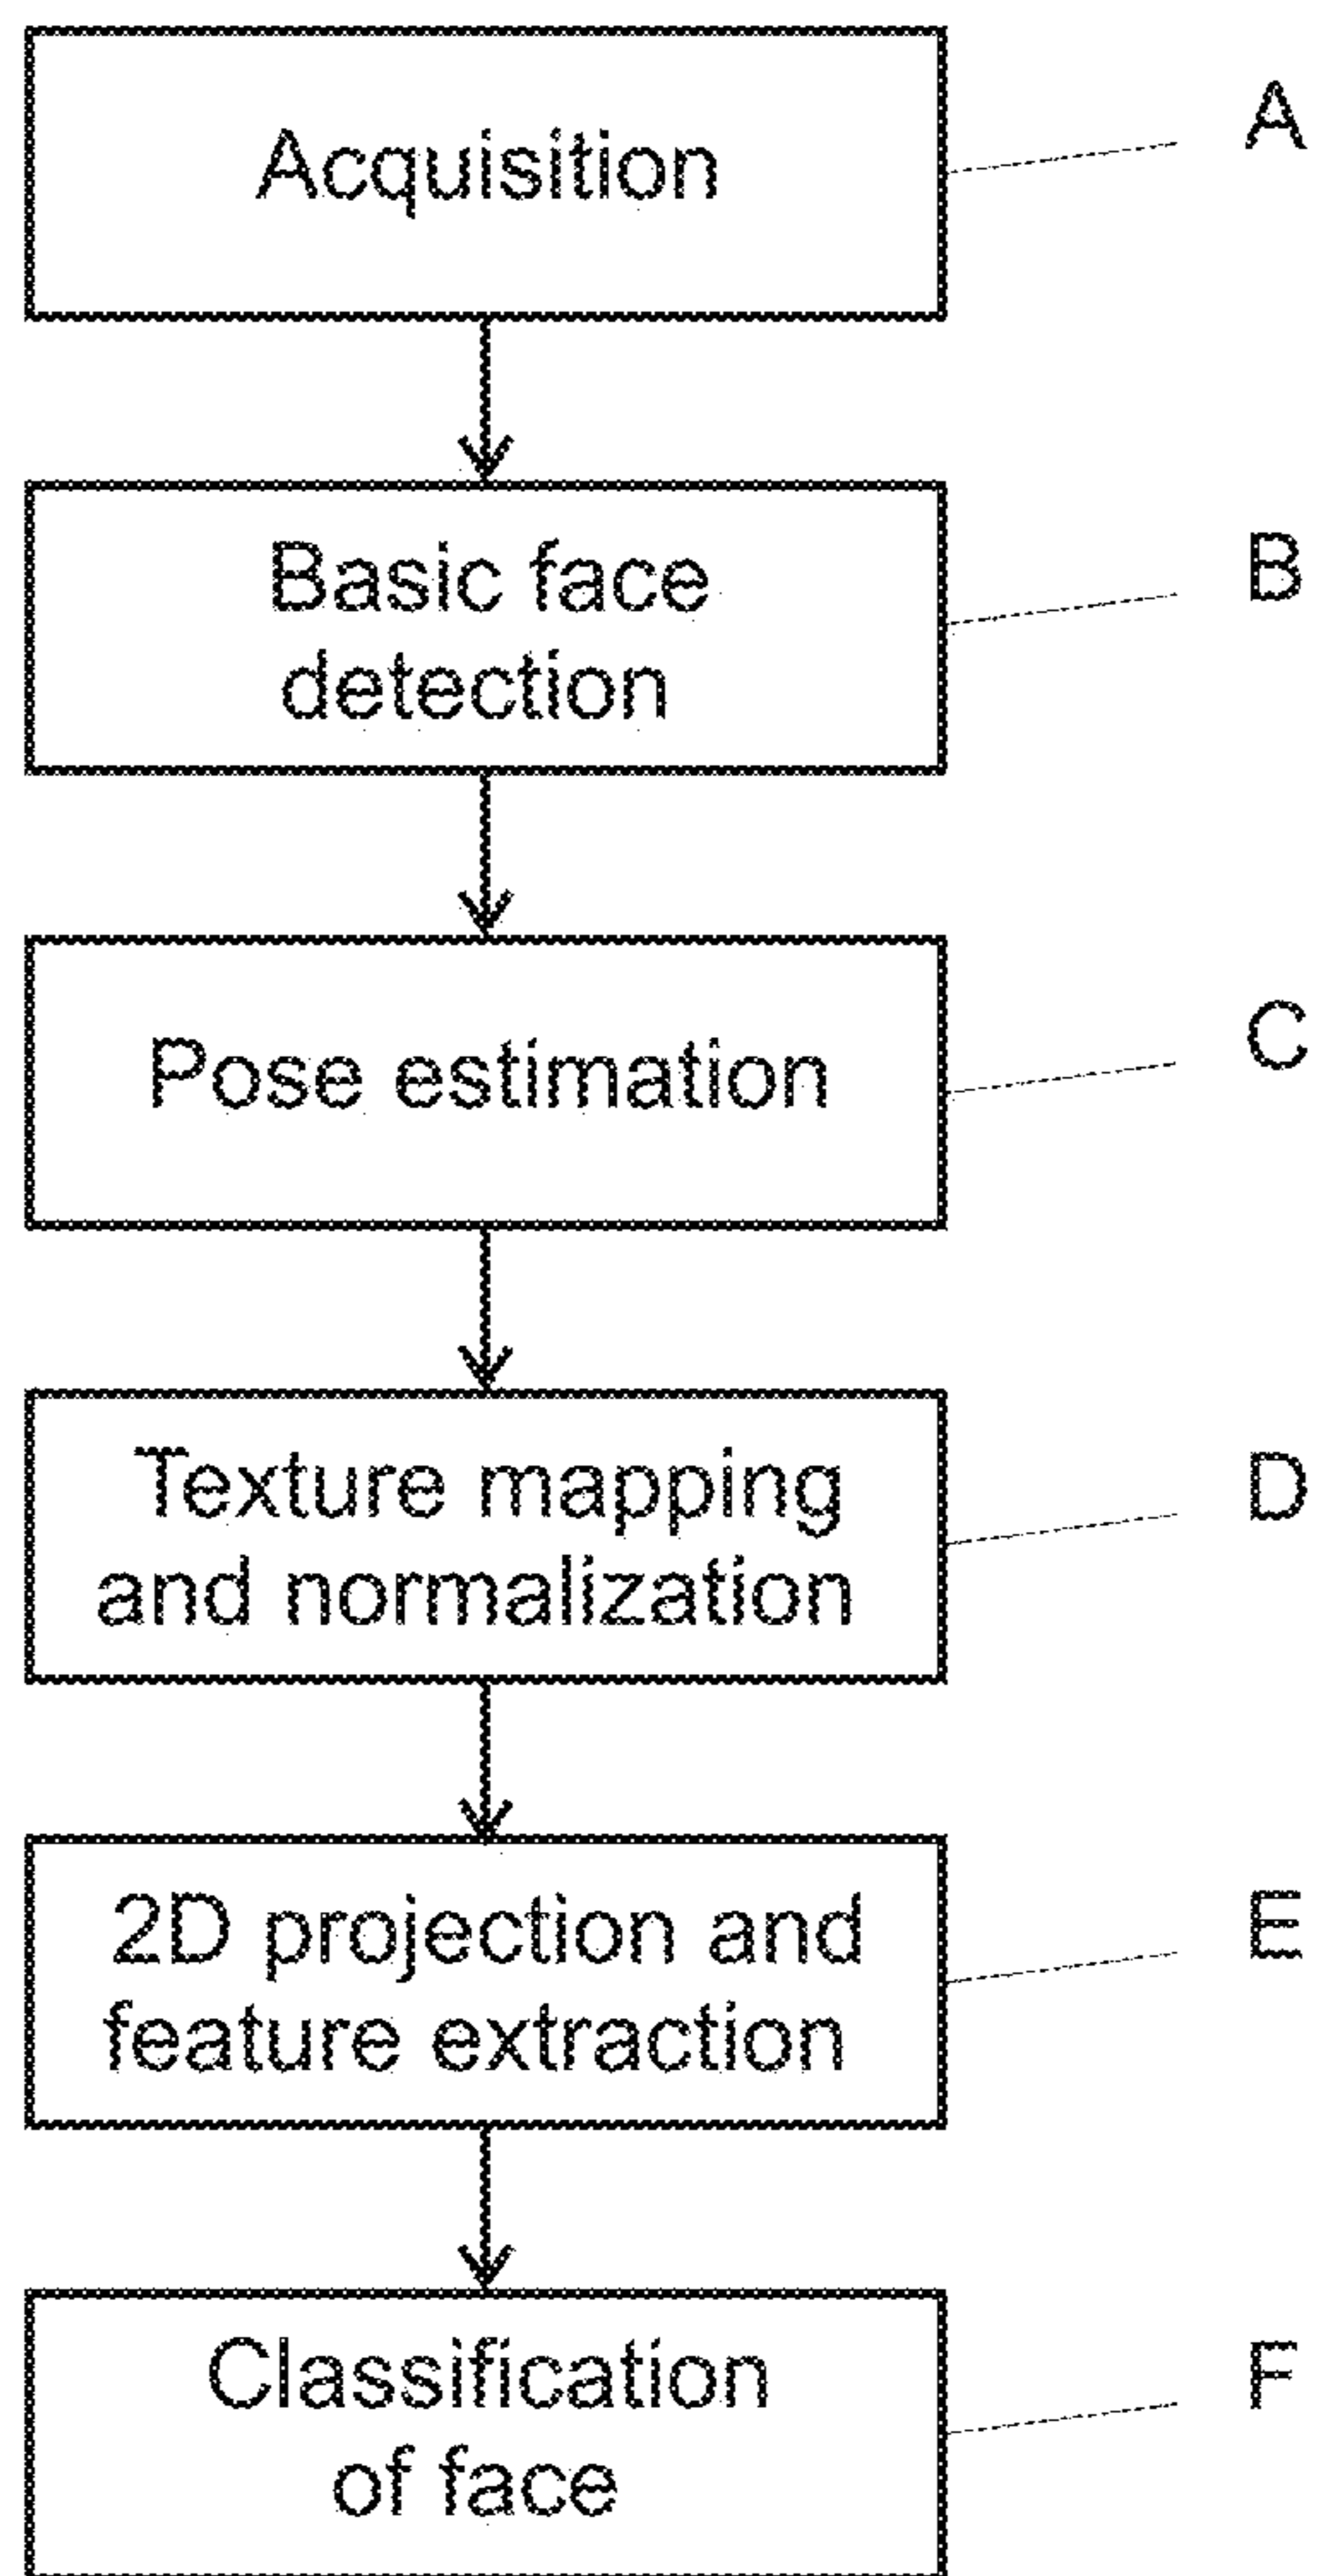 Acquisition
A
Basic face
detection
B
Pose estimation
C
Texture mapping
and normalization
D
2D projection and
feature extraction
E
Classification
of face
F